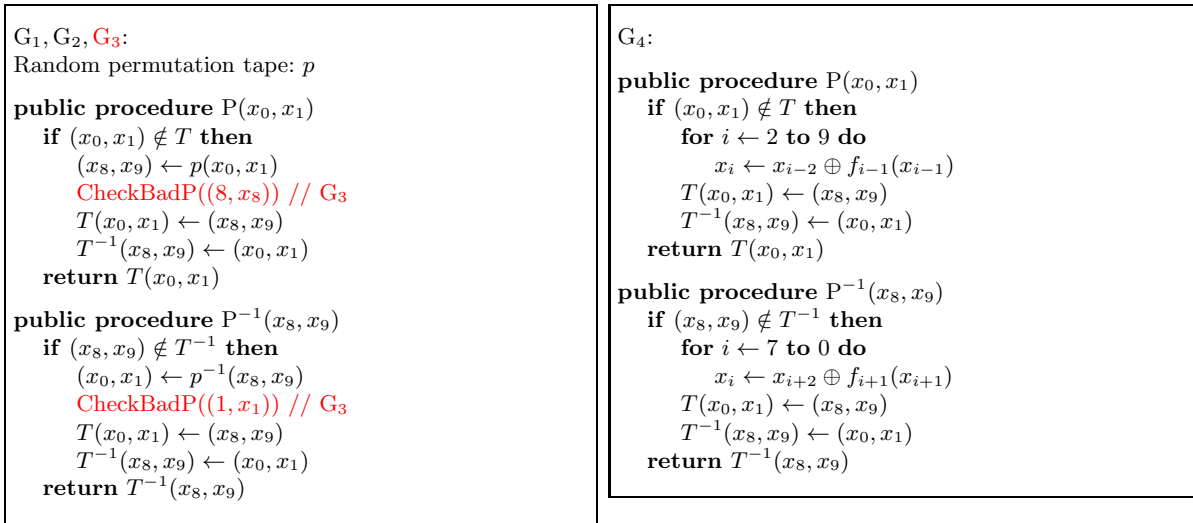 G₁, G₂, G₃:
Random permutation tape: p
public procedure P(x₀, x₁)
if (x₀, x₁) ∉ T then
(x₈, x₉) ← p(x₀, x₁)
CheckBadP((8, x₈)) // G₃
T(x₀, x₁) ← (x₈, x₉)
T⁻¹(x₈, x₉) ← (x₀, x₁)
return T(x₀, x₁)
public procedure P⁻¹(x₈, x₉)
if (x₈, x₉) ∉ T⁻¹ then
(x₀, x₁) ← p⁻¹(x₈, x₉)
CheckBadP((1, x₁)) // G₃
T(x₀, x₁) ← (x₈, x₉)
T⁻¹(x₈, x₉) ← (x₀, x₁)
return T⁻¹(x₈, x₉)
G₄:
public procedure P(x₀, x₁)
if (x₀, x₁) ∉ T then
for i ← 2 to 9 do
xᵢ ← xᵢ₋₂ ⊕ fᵢ₋₁(xᵢ₋₁)
T(x₀, x₁) ← (x₈, x₉)
T⁻¹(x₈, x₉) ← (x₀, x₁)
return T(x₀, x₁)
public procedure P⁻¹(x₈, x₉)
if (x₈, x₉) ∉ T⁻¹ then
for i ← 7 to 0 do
xᵢ ← xᵢ₊₂ ⊕ fᵢ₊₁(xᵢ₊₁)
T(x₀, x₁) ← (x₈, x₉)
T⁻¹(x₈, x₉) ← (x₀, x₁)
return T⁻¹(x₈, x₉)